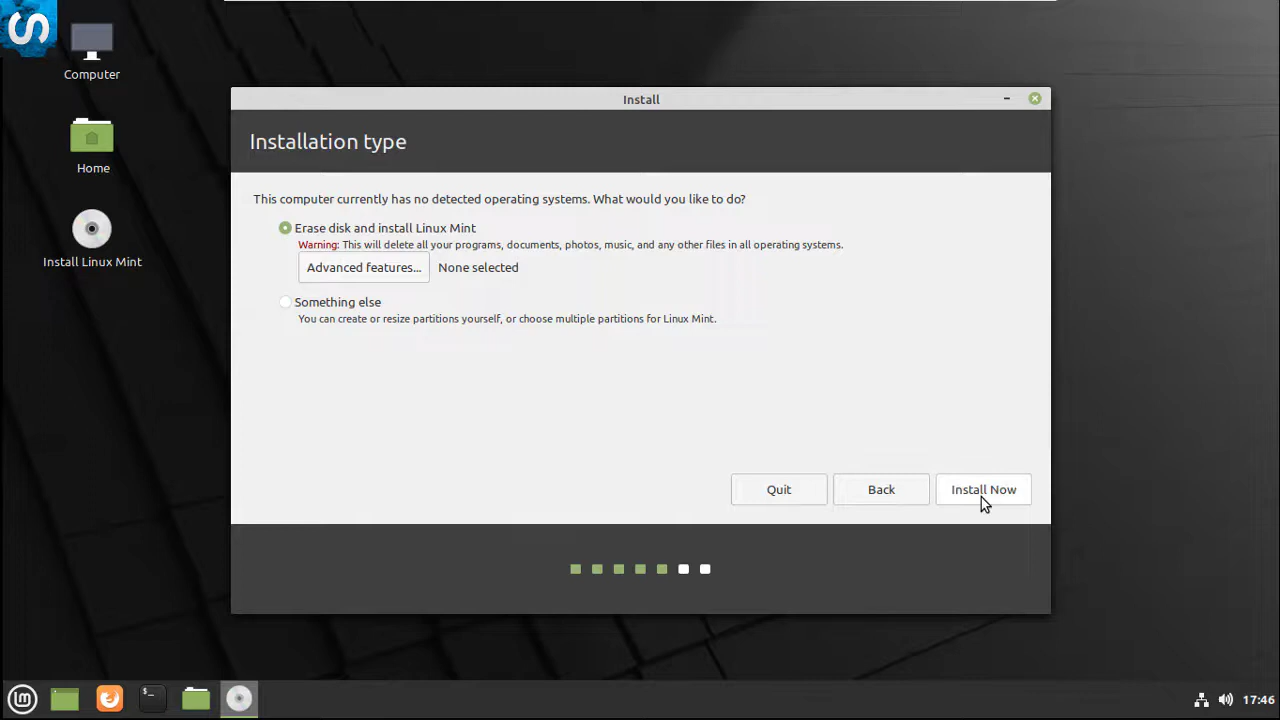 S
Computer
Home
Install Linux Mint
Install
Installation type
This computer currently has no detected operating systems. What would you like to do?
Erase disk and install Linux Mint
Warning: This will delete all your programs, documents, photos, music, and any other files in all operating systems.
Advanced features... None selected
Something else
You can create or resize partitions yourself, or choose multiple partitions for Linux Mint.
Quit Back Install Now
lm $_ 17:46